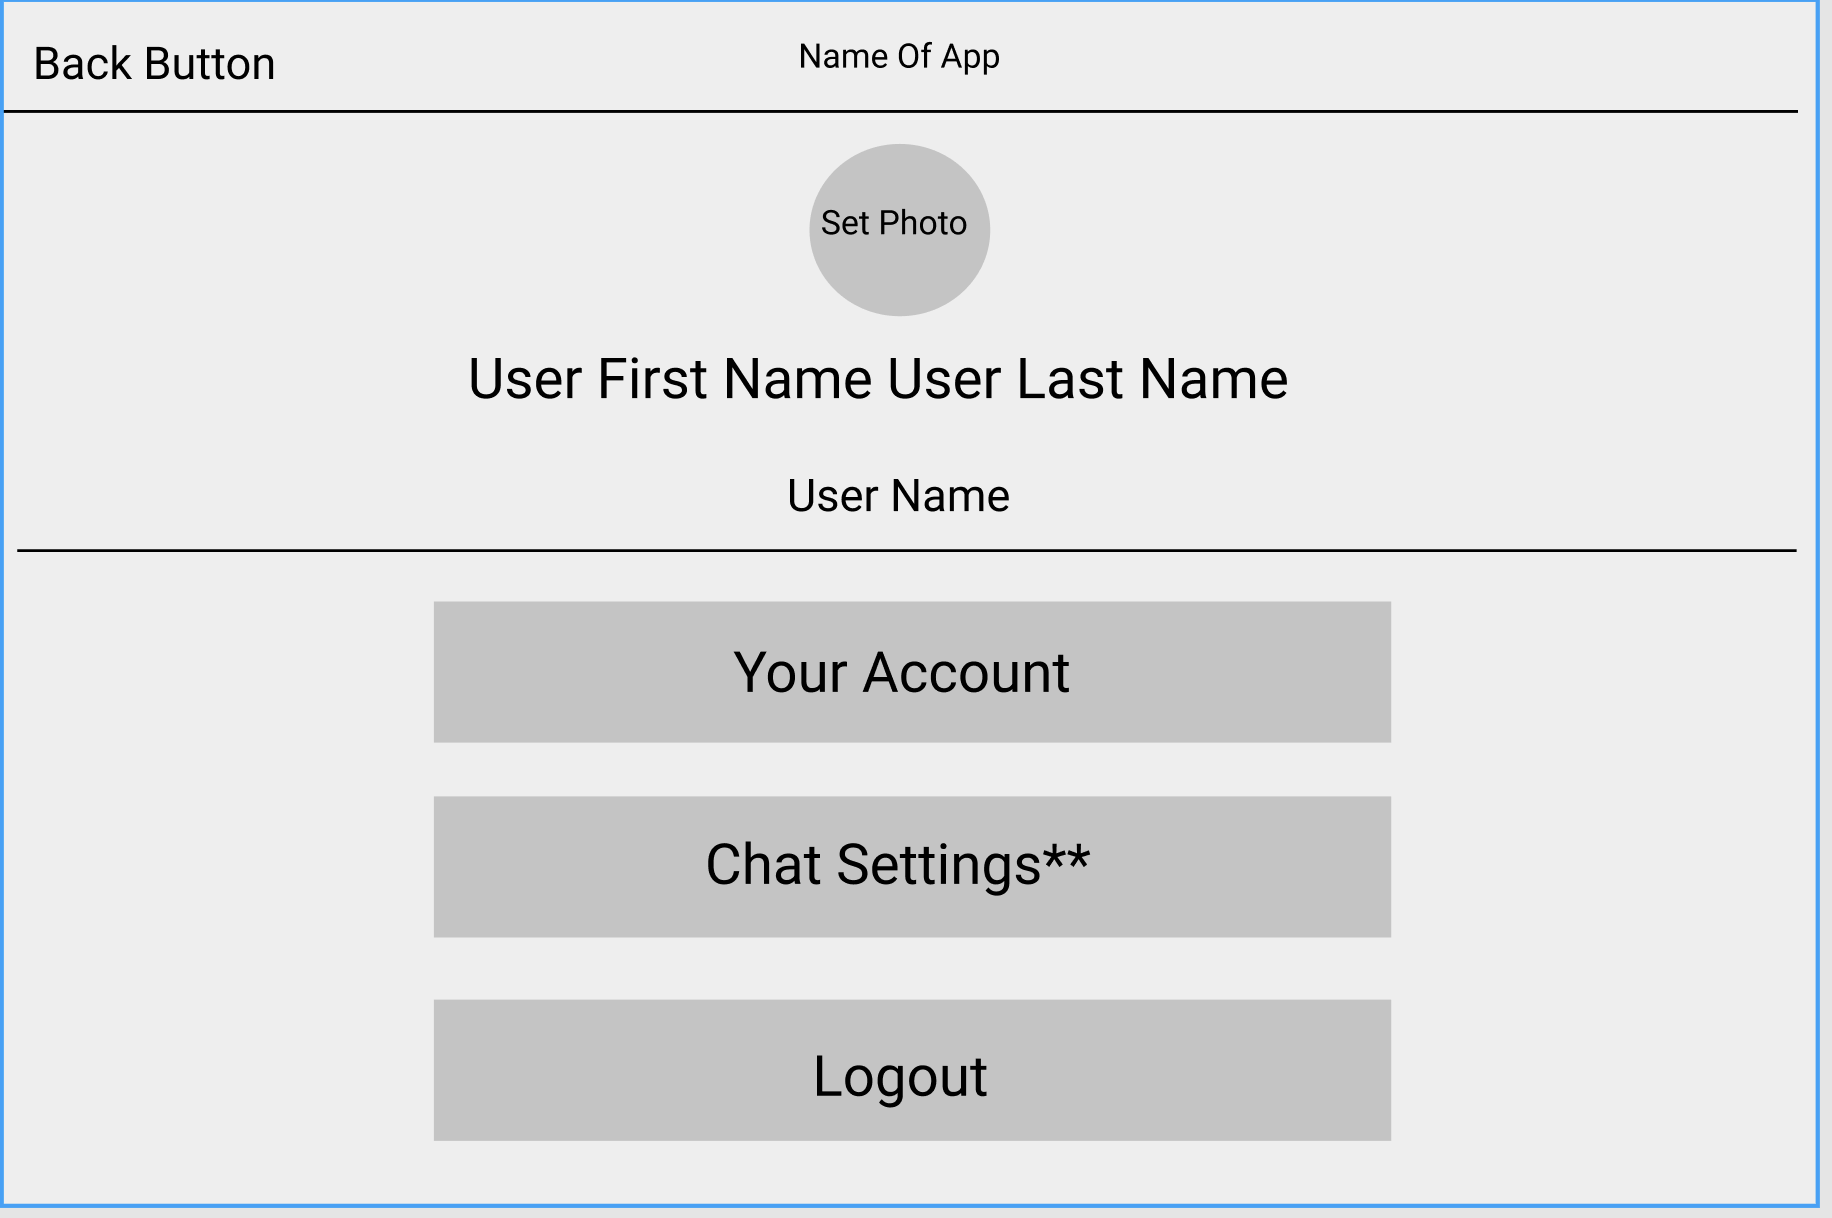 Back Button
Name Of App
Set Photo
User First Name User Last Name
User Name
Your Account
Chat Settings**
Logout